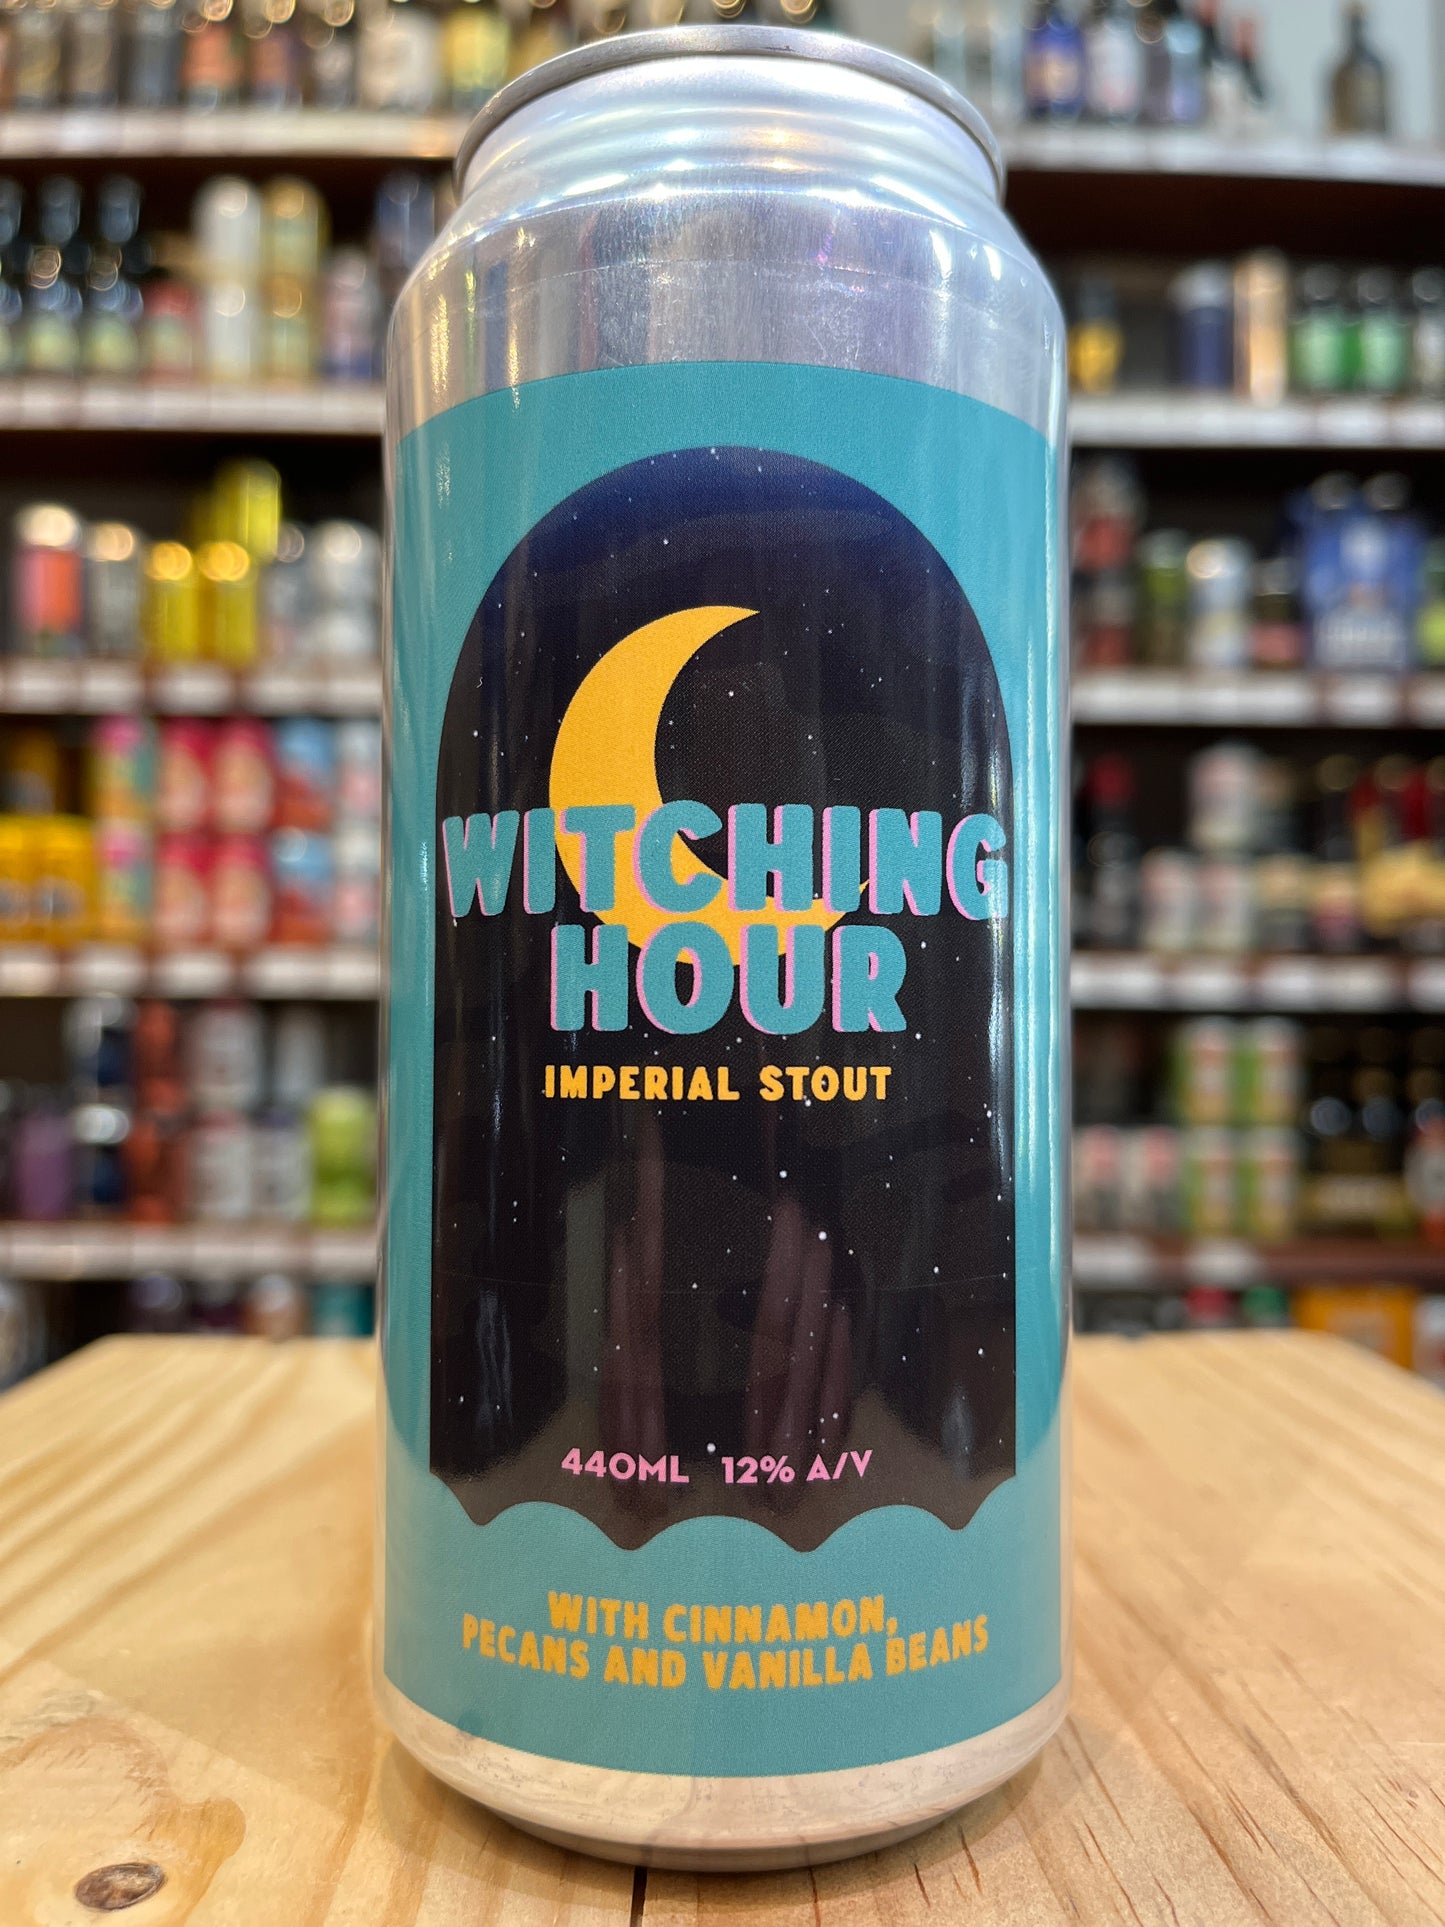 WITCHING
HOUR
IMPERIAL STOUT
440ML 12% A/V
WITH CINNAMON,
PECANS AND VANILLA BEANS